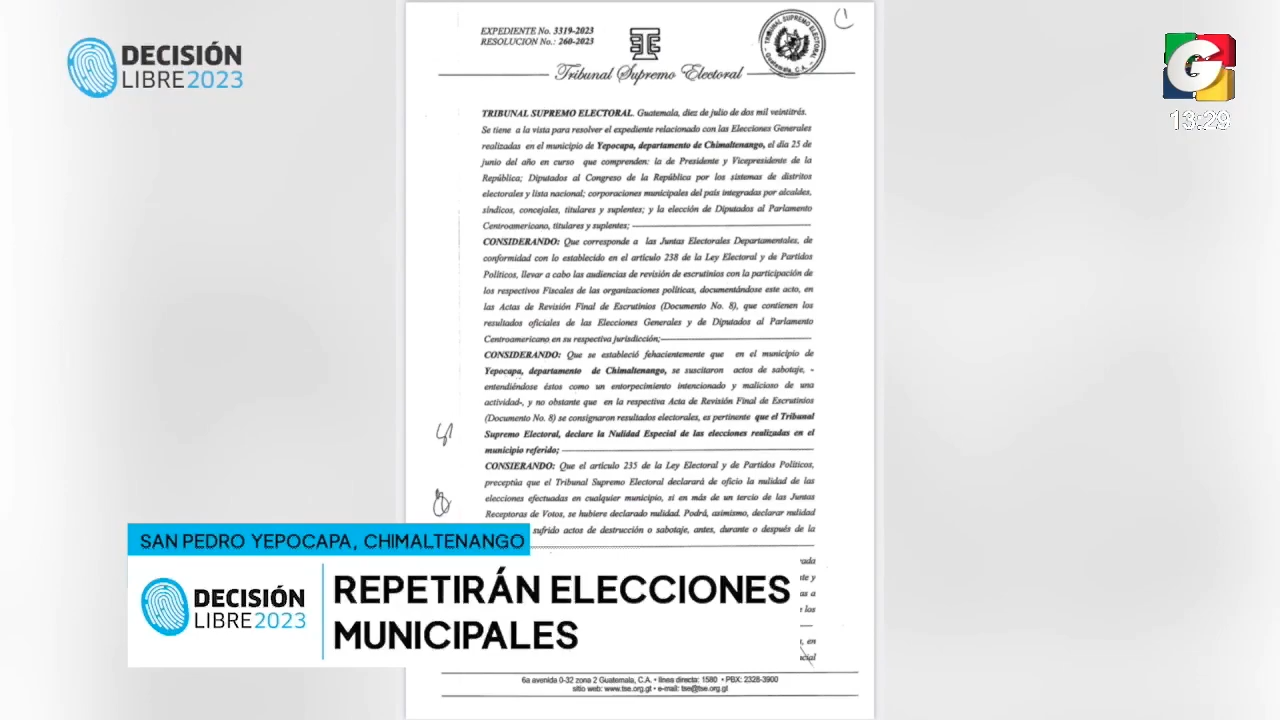 DECISIÓN
LIBRE2023
G
13:29
EXPEDIENTE No. 3319-2023
RESOLUCION No.: 260-2023
TRIBUNAL SUPREMO ELECTORAL
Guatemala, C.A.
Tribunal Supremo Electoral
TRIBUNAL SUPREMO ELECTORAL. Guatemala, diez de julio de dos mil veintitrés.
Se tiene a la vista para resolver el expediente relacionado con las Elecciones Generales
realizadas en el municipio de Yepocapa, departamento de Chimaltenango, el día 25 de
junio del año en curso que comprenden: la de Presidente y Vicepresidente de la
República; Diputados al Congreso de la República por los sistemas de distritos
electorales y lista nacional; corporaciones municipales del país integradas por alcaldes,
síndicos, concejales, titulares y suplentes; y la elección de Diputados al Parlamento
Centroamericano, titulares y suplentes;
CONSIDERANDO: Que corresponde a las Juntas Electorales Departamentales, de
conformidad con lo establecido en el artículo 238 de la Ley Electoral y de Partidos
Políticos, llevar a cabo las audiencias de revisión de escrutinios con la participación de
los respectivos Fiscales de las organizaciones políticas, documentándose este acto, en
las Actas de Revisión Final de Escrutinios (Documento No. 8), que contienen los
resultados oficiales de las Elecciones Generales y de Diputados al Parlamento
Centroamericano en su respectiva jurisdicción;
CONSIDERANDO: Que se estableció fehacientemente que en el municipio de
Yepocapa, departamento de Chimaltenango, se suscitaron actos de sabotaje, -
entendiéndose éstos como un entorpecimiento intencionado y malicioso de una
actividad-, y no obstante que en la respectiva Acta de Revisión Final de Escrutinios
(Documento No. 8) se consignaron resultados electorales, es pertinente que el Tribunal
Supremo Electoral, declare la Nulidad Especial de las elecciones realizadas en el
municipio referido;
CONSIERANDO: Que el artículo 235 de la Ley Electoral y de Partidos Políticos,
preceptúa que el Tribunal Supremo Electoral declarará de oficio la nulidad de las
elecciones efectuadas en cualquier municipio, si en más de un tercio de las Juntas
Receptoras de Votos, se hubiere declarado nulidad. Podrá, asimismo, declarar nulidad
sufrido actos de destrucción o sabotaje, antes, durante o después de la
SAN PEDRO YEPOCAPA, CHIMALTENANGO
DECISIÓN
LIBRE2023
REPETIRÁN ELECCIONES
MUNICIPALES
6a avenida 0-32 zona 2 Guatemala, C.A. • línea directa: 1580 • PBX: 2328-3900
sitio web: www.tse.org.gt • e-mail: tse@tse.org.gt